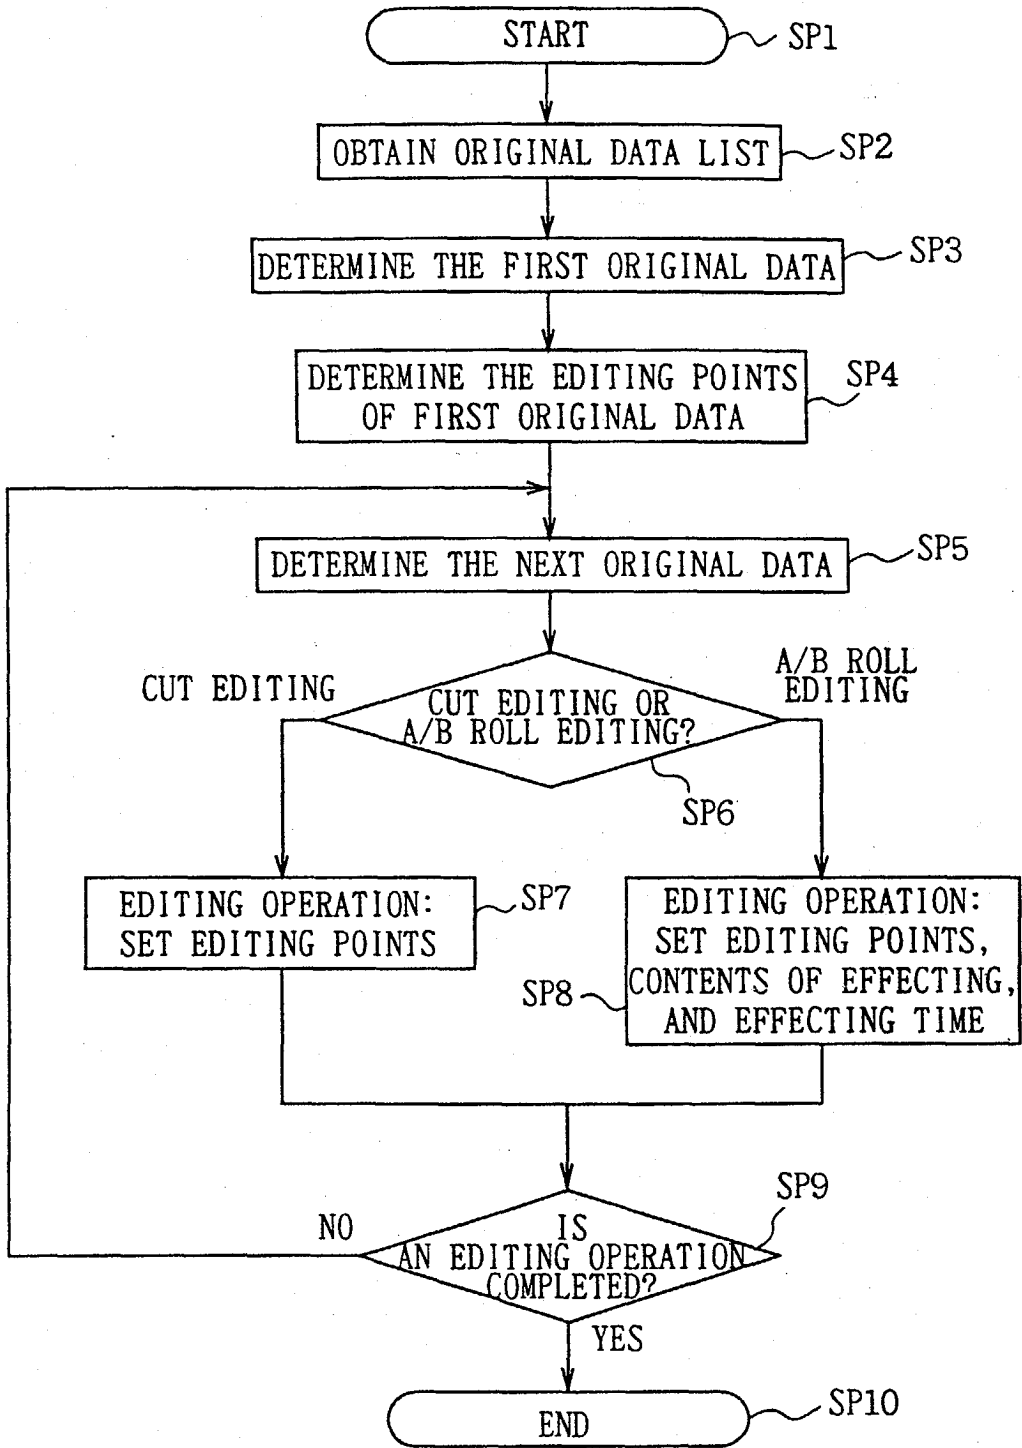 START
SP1
OBTAIN ORIGINAL DATA LIST
SP2
DETERMINE THE FIRST ORIGINAL DATA
SP3
DETERMINE THE EDITING POINTS
OF FIRST ORIGINAL DATA
SP4
DETERMINE THE NEXT ORIGINAL DATA
SP5
CUT EDITING
CUT EDITING OR
A/B ROLL EDITING?
A/B ROLL
EDITING
SP6
EDITING OPERATION:
SET EDITING POINTS
SP7
EDITING OPERATION:
SET EDITING POINTS,
CONTENTS OF EFFECTING,
AND EFFECTING TIME
SP8
SP9
NO
IS
AN EDITING OPERATION
COMPLETED?
YES
END
SP10